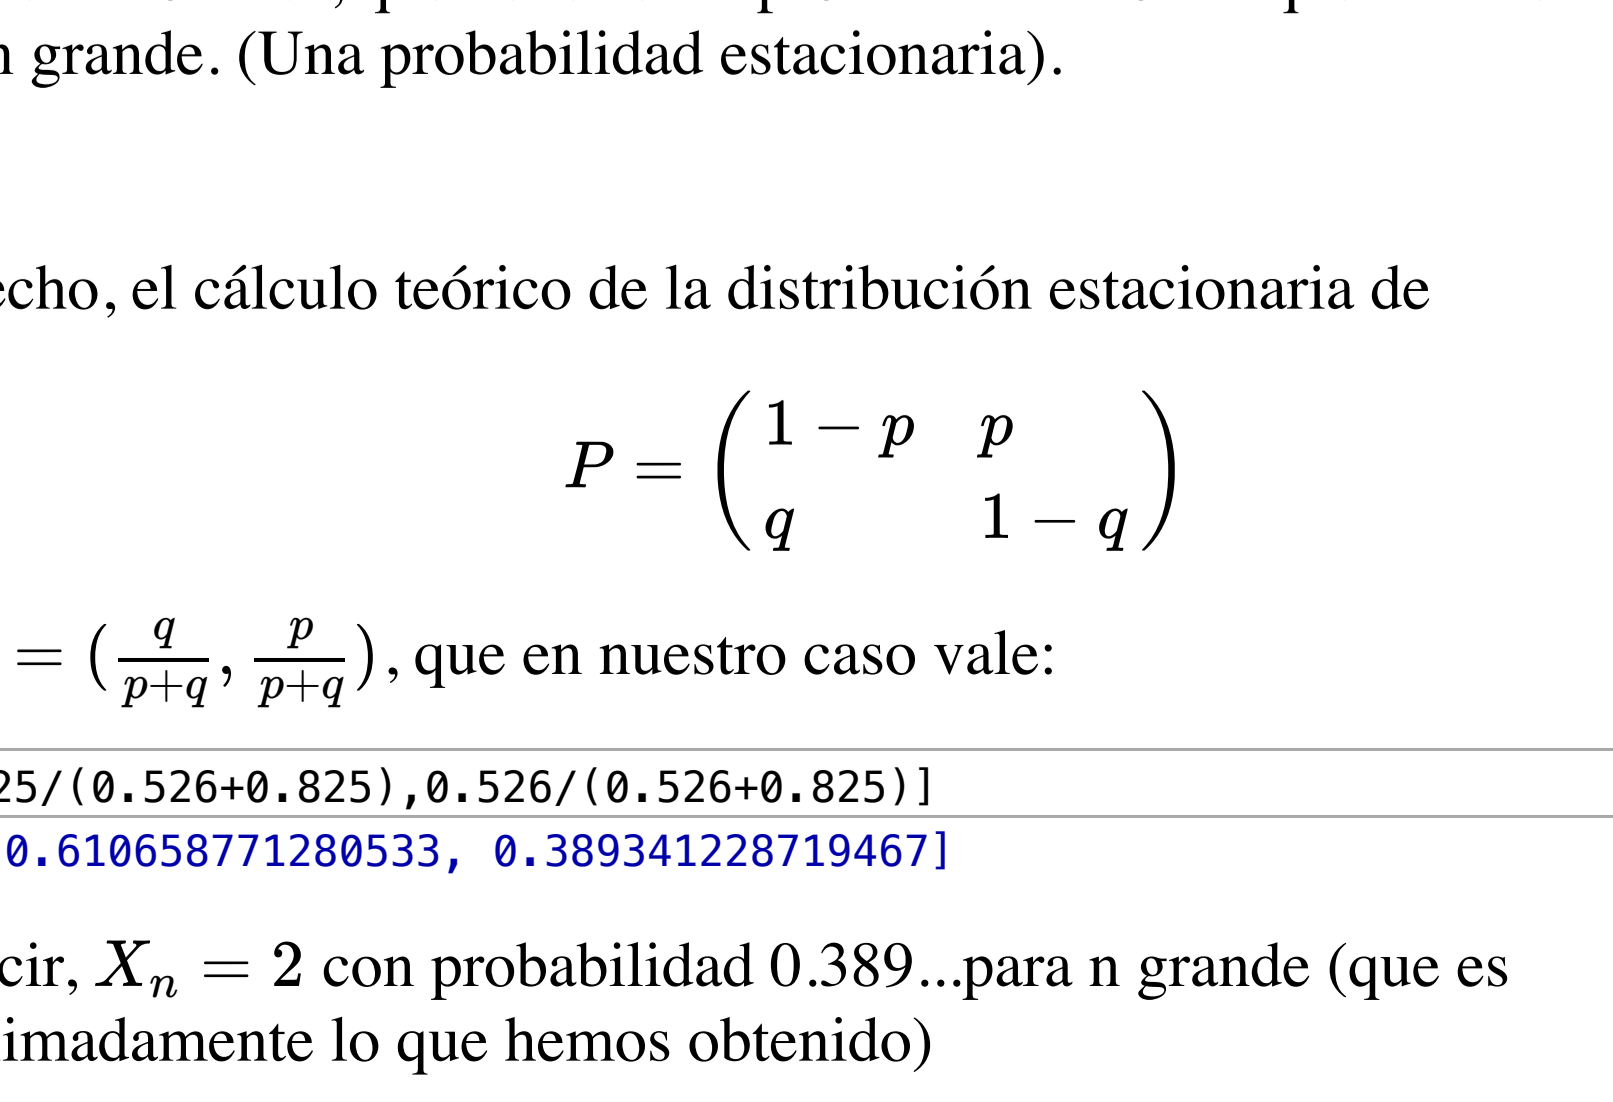 grande. (Una probabilidad estacionaria).
el cálculo teórico de la distribución estacionaria de
P = ( 1 − p   p
q   1 − q )
= ( q/(p+q) , p/(p+q) ), que en nuestro caso vale:
25/(0.526+0.825),0.526/(0.526+0.825)]
0.610658771280533, 0.389341228719467]
cir, Xₙ = 2 con probabilidad 0.389...para n grande (que es
imadamente lo que hemos obtenido)